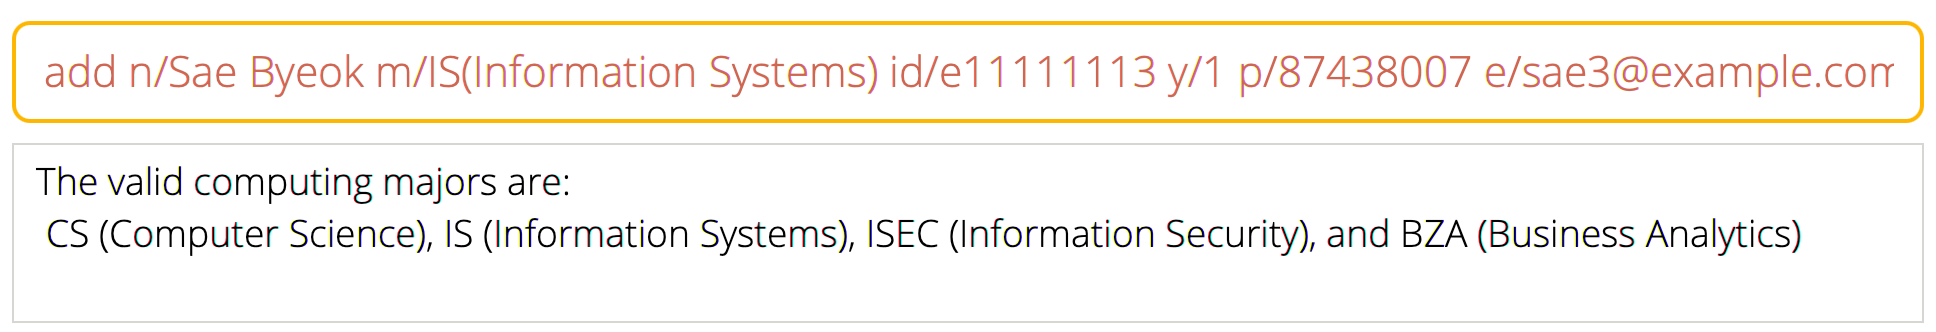 add n/Sae Byeok m/IS(Information Systems) id/e11111113 y/1 p/87438007 e/sae3@example.com
The valid computing majors are:
CS (Computer Science), IS (Information Systems), ISEC (Information Security), and BZA (Business Analytics)